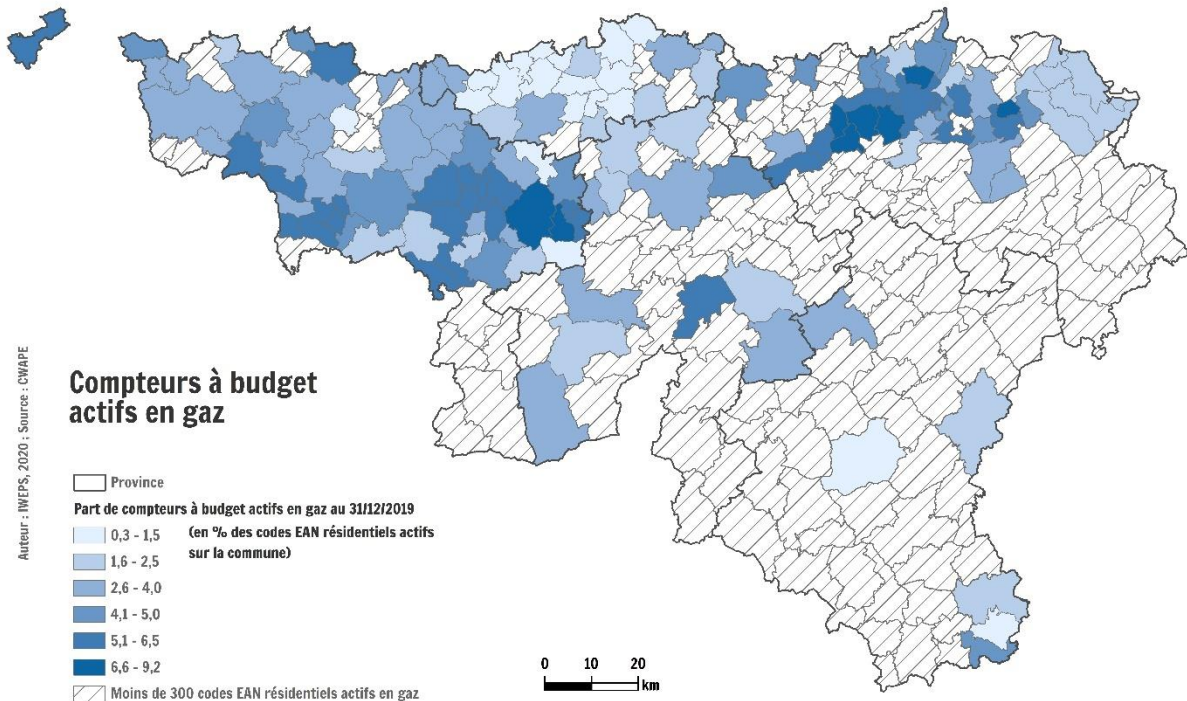 Compteurs à budget
actifs en gaz
Province
Part de compteurs à budget actifs en gaz au 31/12/2019
(en % des codes EAN résidentiels actifs
sur la commune)
0,3 - 1,5
1,6 - 2,5
2,6 - 4,0
4,1 - 5,0
5,1 - 6,5
6,6 - 9,2
Moins de 300 codes EAN résidentiels actifs en gaz
0 10 20
km
Auteur : IWEPS, 2020 ; Source : CWAPE